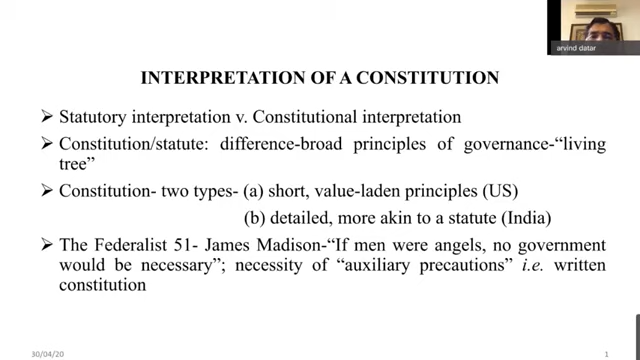 arvind datar
INTERPRETATION OF A CONSTITUTION
➢ Statutory interpretation v. Constitutional interpretation
➢ Constitution/statute: difference-broad principles of governance-“living
tree”
➢ Constitution- two types- (a) short, value-laden principles (US)
(b) detailed, more akin to a statute (India)
➢ The Federalist 51- James Madison-“If men were angels, no government
would be necessary”; necessity of “auxiliary precautions” i.e. written
constitution
30/04/20
1